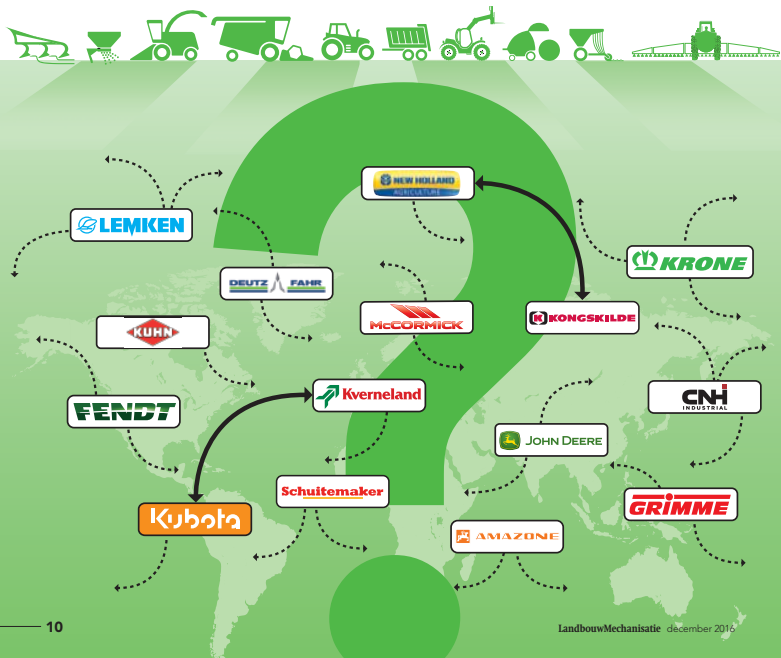 NEW HOLLAND
AGRICULTURE
LEMKEN
KRONE
DEUTZ FAHR
McCORMICK
KONGSKILDE
KUHN
Kverneland
CNH
INDUSTRIAL
FENDT
JOHN DEERE
Schuitemaker
GRIMME
Kubota
AMAZONE
10
LandbouwMechanisatie december 2016